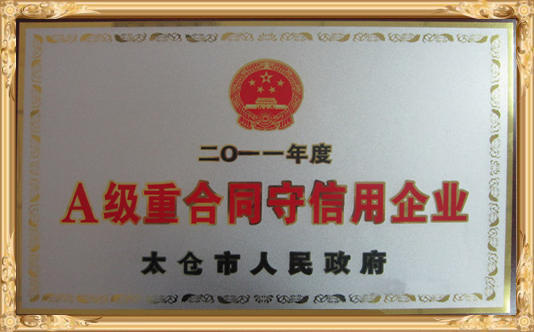 二O一一年度
A级重合同守信用企业
太仓市人民政府